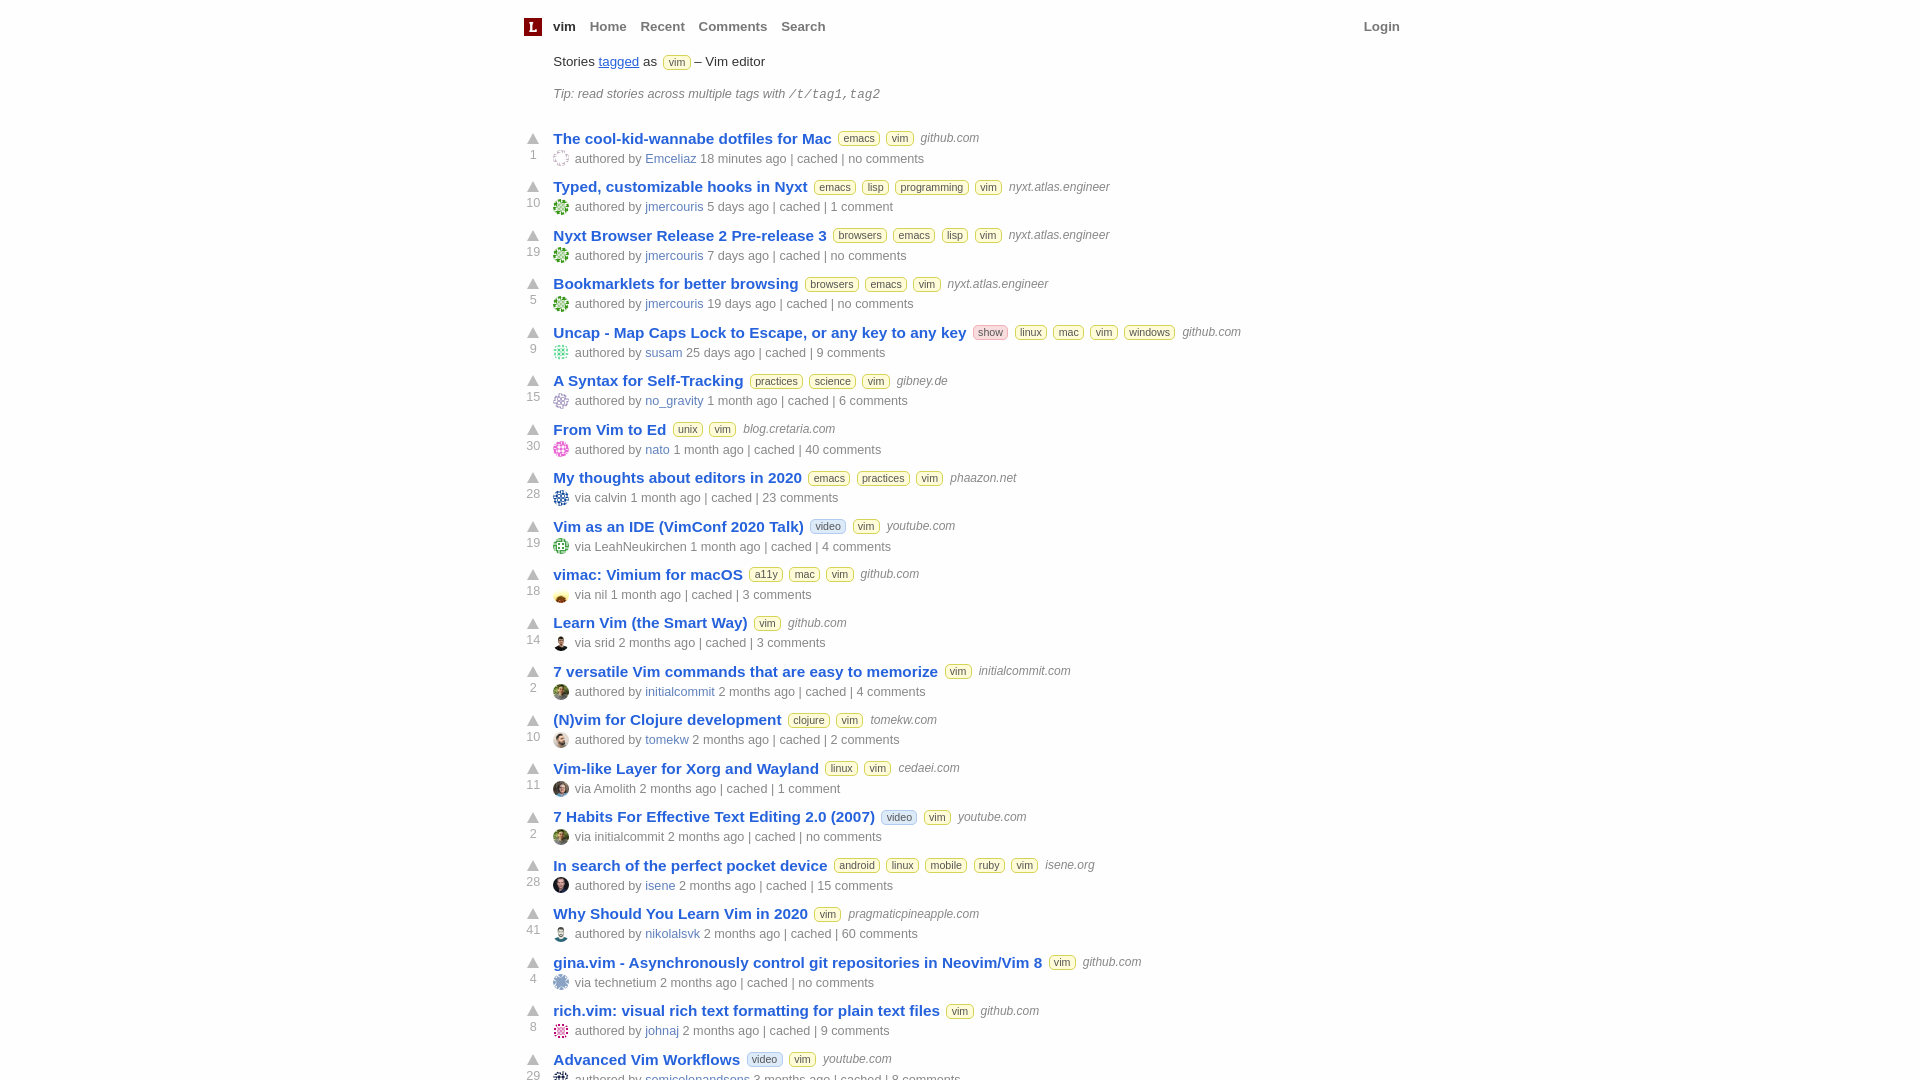 L vim Home Recent Comments Search Login
Stories tagged as vim – Vim editor
Tip: read stories across multiple tags with /t/tag1,tag2
The cool-kid-wannabe dotfiles for Mac emacs vim github.com
1
authored by Emceliaz 18 minutes ago | cached | no comments
Typed, customizable hooks in Nyxt emacs lisp programming vim nyxt.atlas.engineer
10
authored by jmercouris 5 days ago | cached | 1 comment
Nyxt Browser Release 2 Pre-release 3 browsers emacs lisp vim nyxt.atlas.engineer
19
authored by jmercouris 7 days ago | cached | no comments
Bookmarklets for better browsing browsers emacs vim nyxt.atlas.engineer
5
authored by jmercouris 19 days ago | cached | no comments
Uncap - Map Caps Lock to Escape, or any key to any key show linux mac vim windows github.com
9
authored by susam 25 days ago | cached | 9 comments
A Syntax for Self-Tracking practices science vim gibney.de
15
authored by no_gravity 1 month ago | cached | 6 comments
From Vim to Ed unix vim blog.cretaria.com
30
authored by nato 1 month ago | cached | 40 comments
My thoughts about editors in 2020 emacs practices vim phaazon.net
28
via calvin 1 month ago | cached | 23 comments
Vim as an IDE (VimConf 2020 Talk) video vim youtube.com
19
via LeahNeukirchen 1 month ago | cached | 4 comments
vimac: Vimium for macOS a11y mac vim github.com
18
via nil 1 month ago | cached | 3 comments
Learn Vim (the Smart Way) vim github.com
14
via srid 2 months ago | cached | 3 comments
7 versatile Vim commands that are easy to memorize vim initialcommit.com
2
authored by initialcommit 2 months ago | cached | 4 comments
(N)vim for Clojure development clojure vim tomekw.com
10
authored by tomekw 2 months ago | cached | 2 comments
Vim-like Layer for Xorg and Wayland linux vim cedaei.com
11
via Amolith 2 months ago | cached | 1 comment
7 Habits For Effective Text Editing 2.0 (2007) video vim youtube.com
2
via initialcommit 2 months ago | cached | no comments
In search of the perfect pocket device android linux mobile ruby vim isene.org
28
authored by isene 2 months ago | cached | 15 comments
Why Should You Learn Vim in 2020 vim pragmaticpineapple.com
41
authored by nikolalsvk 2 months ago | cached | 60 comments
gina.vim - Asynchronously control git repositories in Neovim/Vim 8 vim github.com
4
via technetium 2 months ago | cached | no comments
rich.vim: visual rich text formatting for plain text files vim github.com
8
authored by johnaj 2 months ago | cached | 9 comments
Advanced Vim Workflows video vim youtube.com
29
authored by semicolonandsons 3 months ago | cached | 8 comments